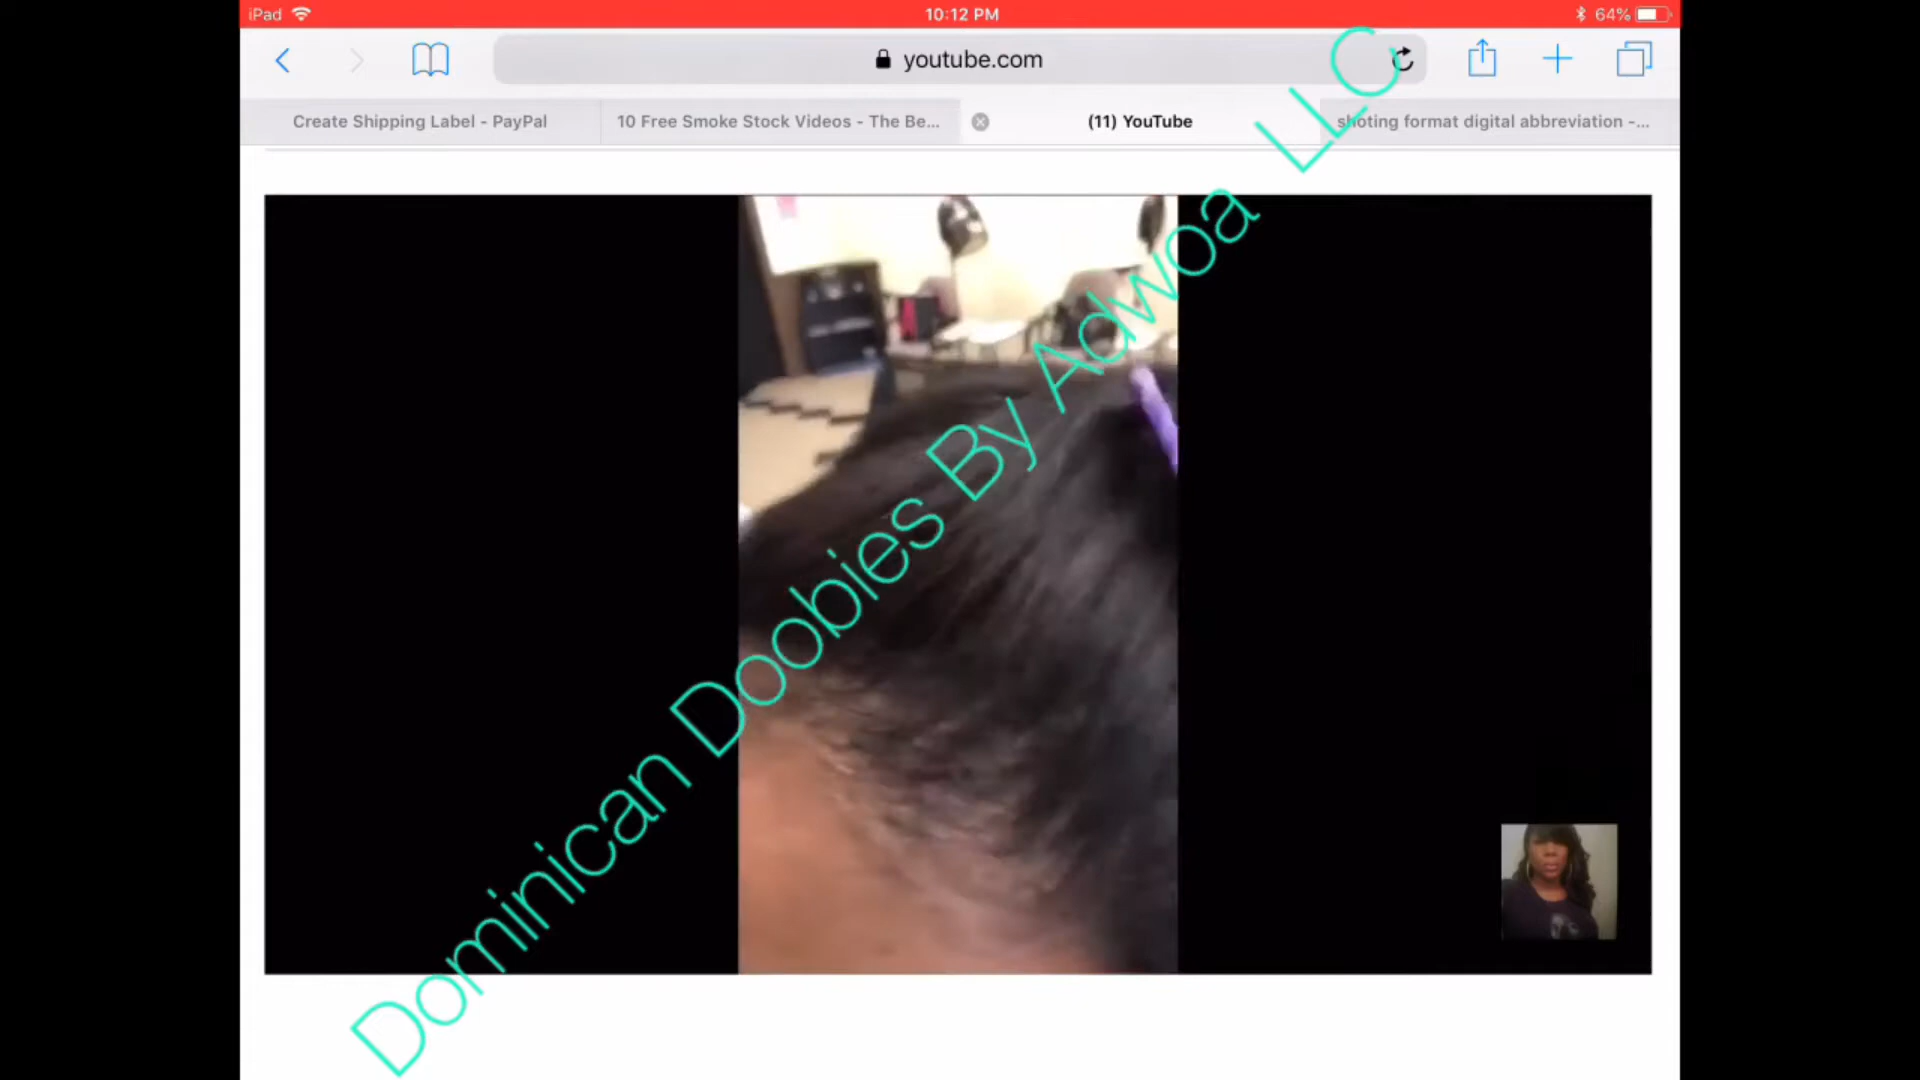 iPad
10:12 PM
64%
youtube.com
Create Shipping Label - PayPal
10 Free Smoke Stock Videos - The Be...
(11) YouTube
shoting format digital abbreviation -...
Dominican Doobies By Adwoa LLC